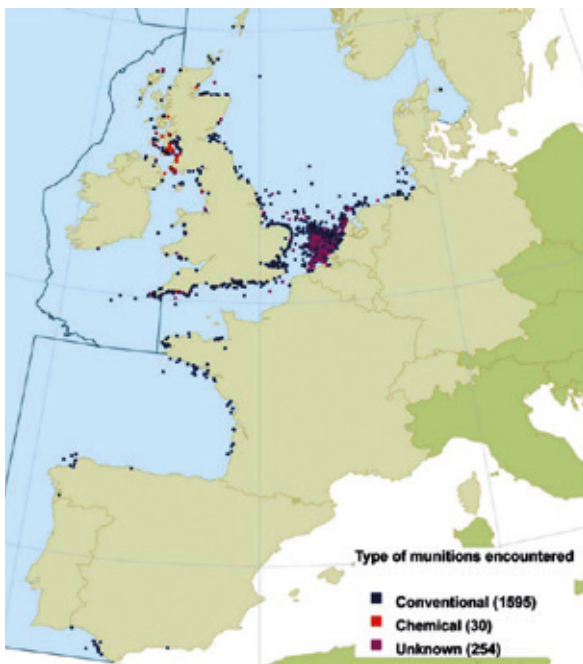 Type of munitions encountered
Conventional (1595)
Chemical (30)
Unknown (254)